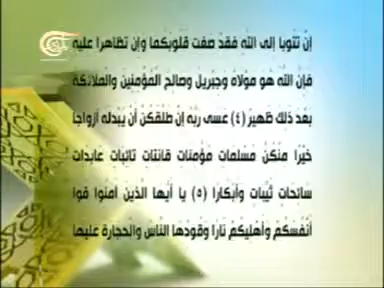 إن تتوبا إلى الله فقد صغت قلوبكما وإن تظاهرا عليه
فإن الله هو مولاه وجبريل وصالح المؤمنين والملائكة
بعد ذلك ظهير (٤) عسى ربه إن طلقكن أن يبدله أزواجا
خيرا منكن مسلمات مؤمنات قانتات تائبات عابدات
سائحات ثيبات وأبكارا (٥) يا أيها الذين آمنوا قوا
أنفسكم وأهليكم نارا وقودها الناس والحجارة عليها